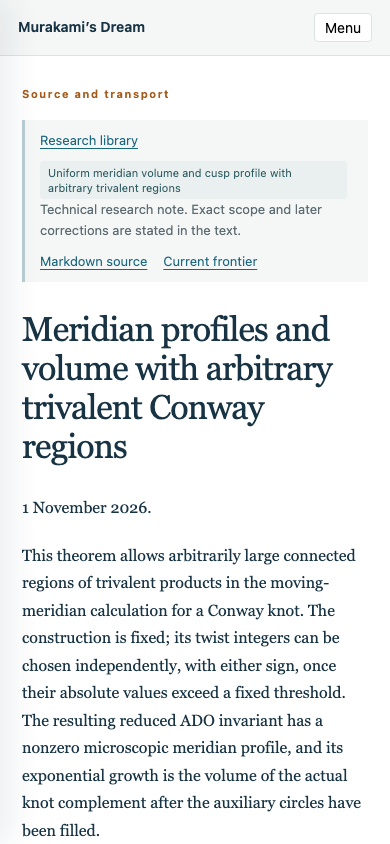 Murakami’s Dream
Menu
Source and transport
Research library
Uniform meridian volume and cusp profile with
arbitrary trivalent regions
Technical research note. Exact scope and later
corrections are stated in the text.
Markdown source Current frontier
Meridian profiles and
volume with arbitrary
trivalent Conway
regions
1 November 2026.
This theorem allows arbitrarily large connected
regions of trivalent products in the moving-
meridian calculation for a Conway knot. The
construction is fixed; its twist integers can be
chosen independently, with either sign, once
their absolute values exceed a fixed threshold.
The resulting reduced ADO invariant has a
nonzero microscopic meridian profile, and its
exponential growth is the volume of the actual
knot complement after the auxiliary circles have
been filled.